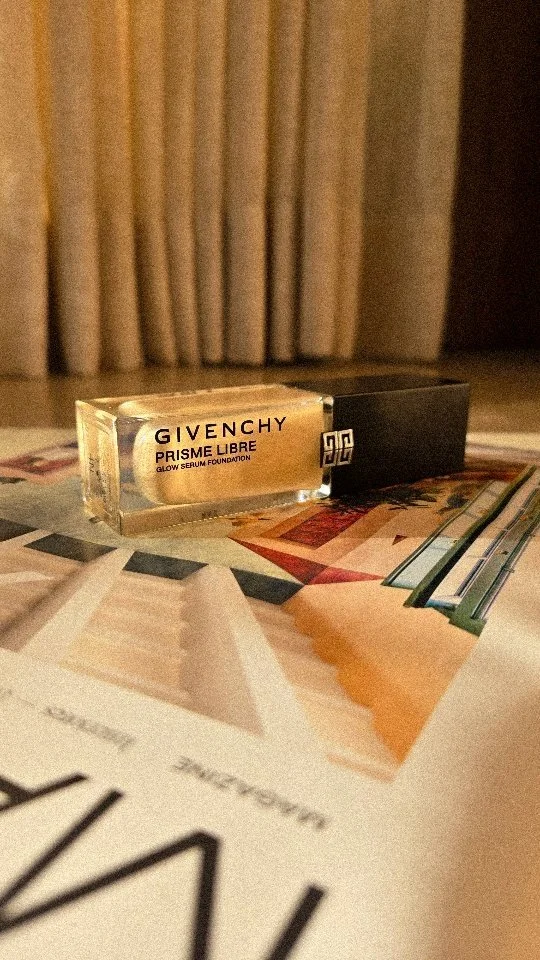 GIVENCHY
PRISME LIBRE
GLOW SERUM FOUNDATION
MAGAZINE